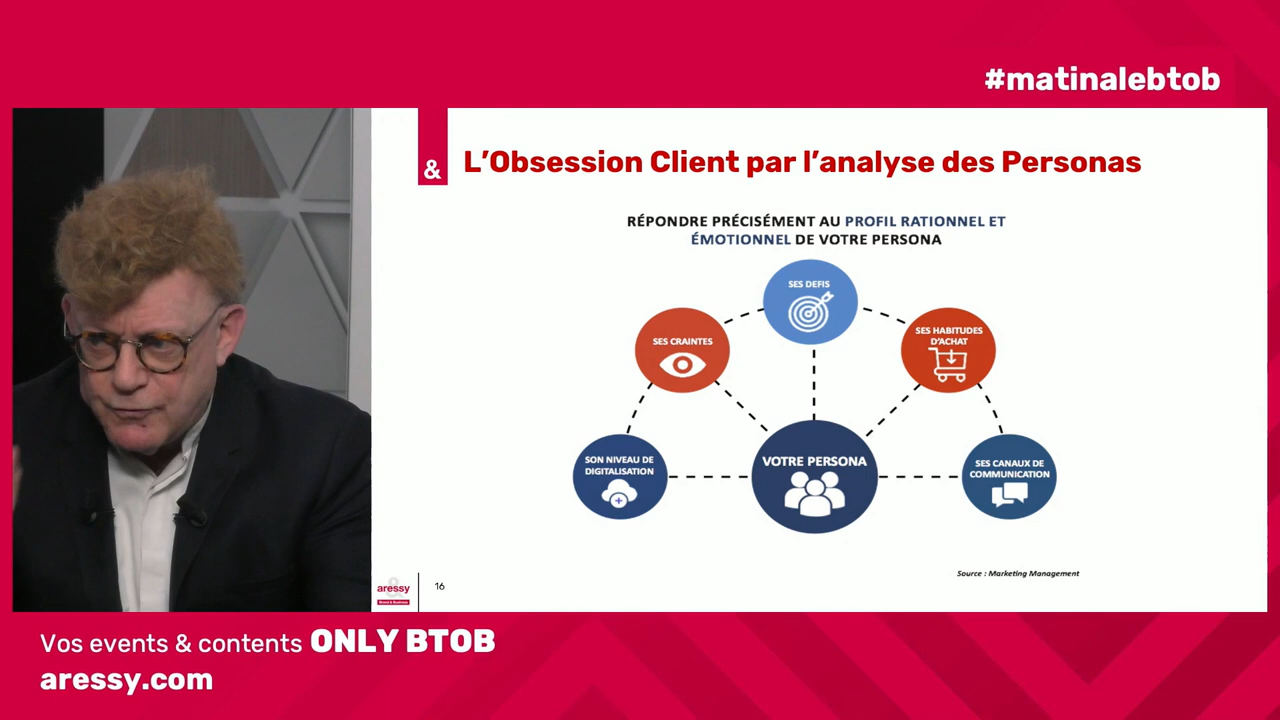 #matinalebtob
&
L'Obsession Client par l'analyse des Personas
RÉPONDRE PRÉCISÉMENT AU PROFIL RATIONNEL ET
ÉMOTIONNEL DE VOTRE PERSONA
SES DEFIS
SES CRAINTES
SES HABITUDES
D'ACHAT
SON NIVEAU DE
DIGITALISATION
VOTRE PERSONA
SES CANAUX DE
COMMUNICATION
Source : Marketing Management
&
aressy
Brand & Business
16
Vos events & contents ONLY BTOB
aressy.com